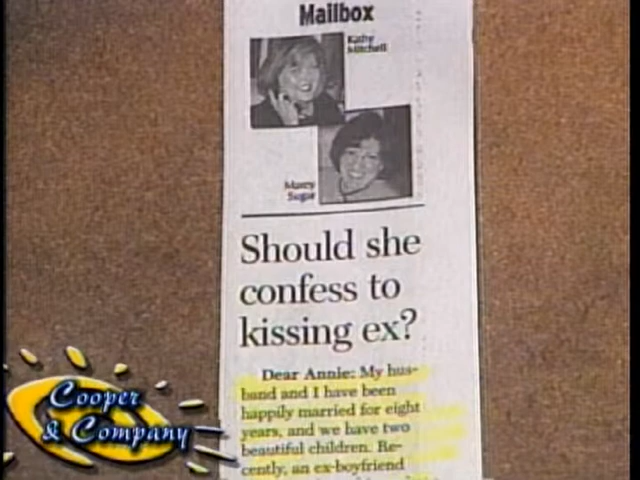 Mailbox
Kathy
Mitchell
Marcy
Sugar
Should she
confess to
kissing ex?
Dear Annie: My hus-
band and I have been
happily married for eight
years, and we have two
beautiful children. Re-
cently, an ex-boyfriend
Cooper
& Company